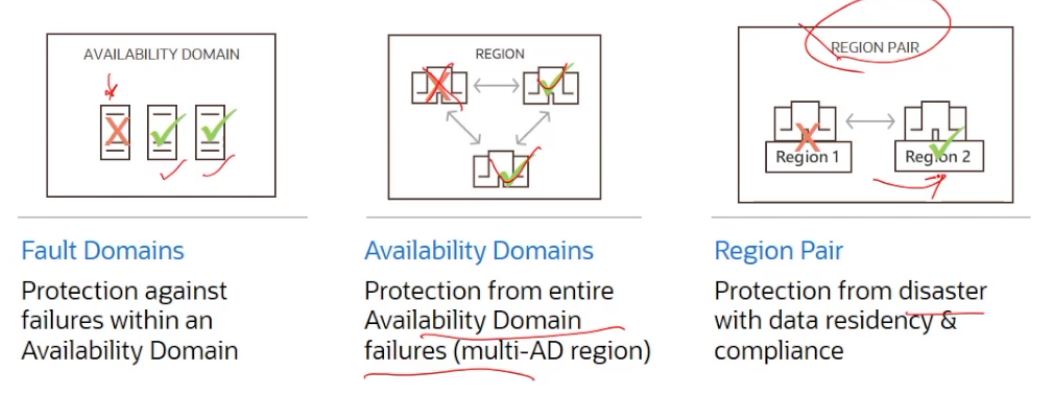 AVAILABILITY DOMAIN
REGION
REGION PAIR
Region 1
Region 2
Fault Domains
Protection against
failures within an
Availability Domain
Availability Domains
Protection from entire
Availability Domain
failures (multi-AD region)
Region Pair
Protection from disaster
with data residency &
compliance